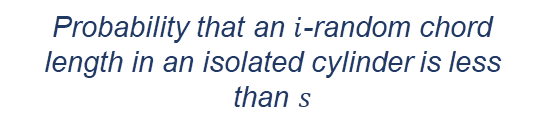 Probability that an i-random chord
length in an isolated cylinder is less
than s